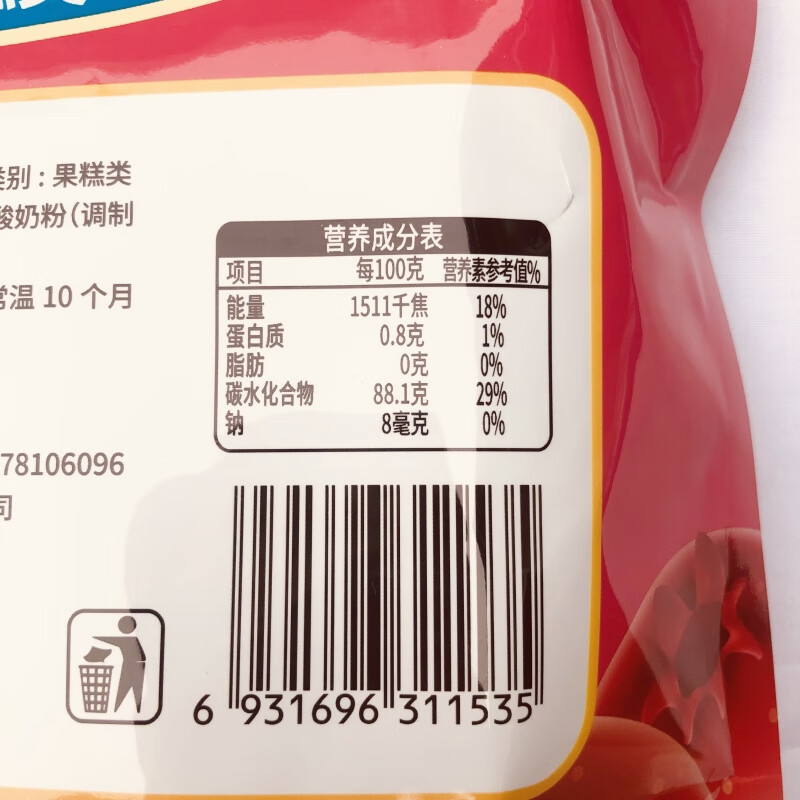 类别：果糕类
酸奶粉（调制
常温 10 个月
78106096
司
营养成分表
项目 每100克 营养素参考值%
能量 1511千焦 18%
蛋白质 0.8克 1%
脂肪 0克 0%
碳水化合物 88.1克 29%
钠 8毫克 0%
6 931696 311535